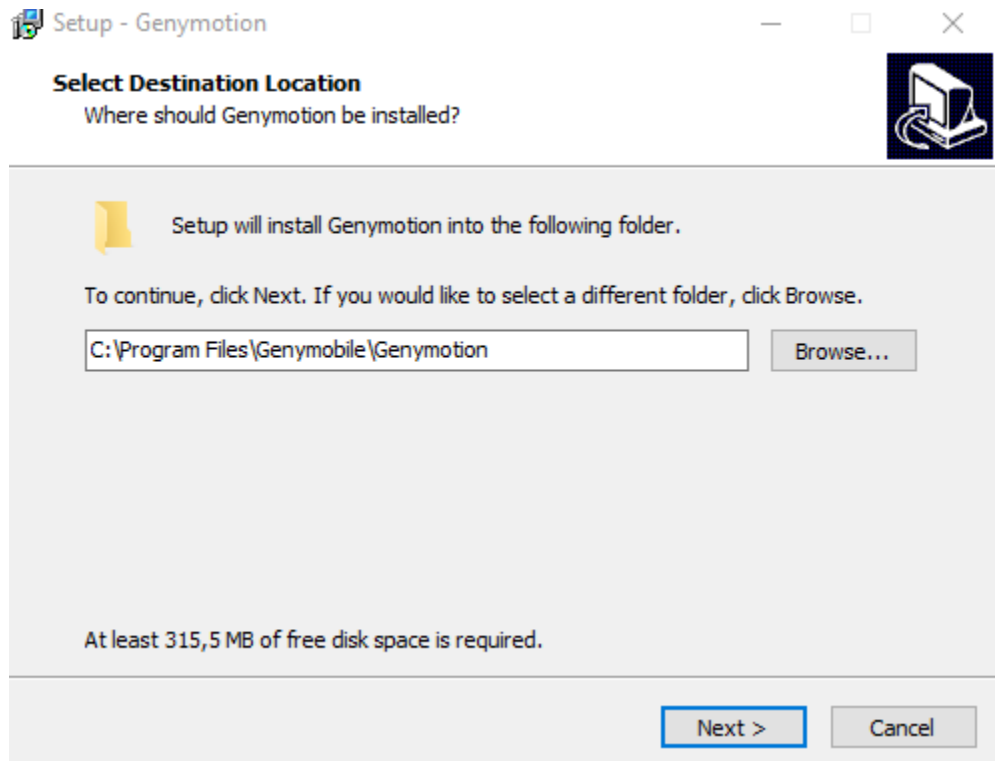 Setup - Genymotion
Select Destination Location
Where should Genymotion be installed?
Setup will install Genymotion into the following folder.
To continue, click Next. If you would like to select a different folder, click Browse.
C:\Program Files\Genymobile\Genymotion
Browse...
At least 315,5 MB of free disk space is required.
Next >
Cancel